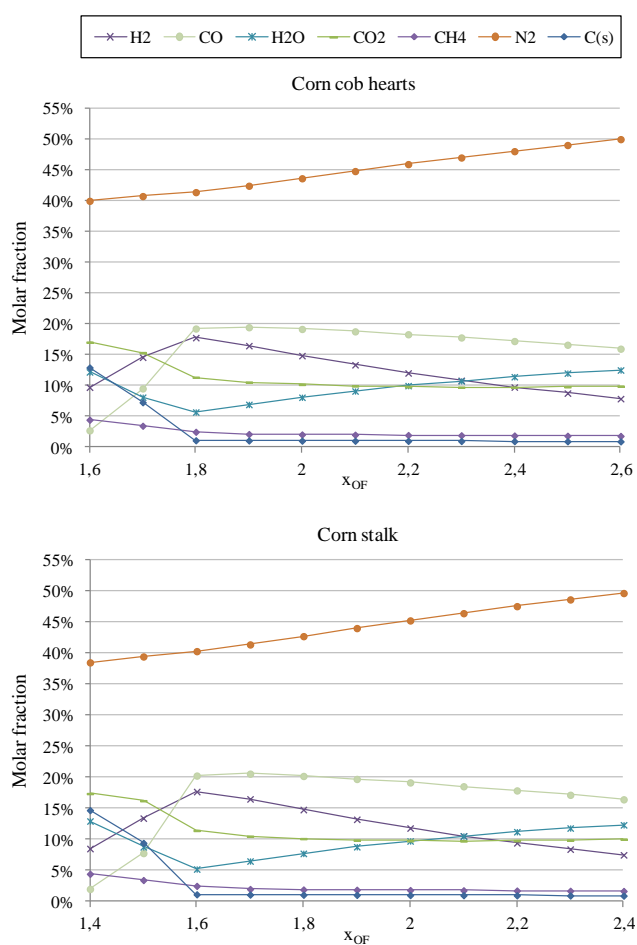 H2 CO H2O CO2 CH4 N2 C(s)
Corn cob hearts
55%
50%
45%
40%
35%
30%
25%
20%
15%
10%
5%
0%
Molar fraction
1,6 1,8 2 2,2 2,4 2,6
xOF
Corn stalk
55%
50%
45%
40%
35%
30%
25%
20%
15%
10%
5%
0%
Molar fraction
1,4 1,6 1,8 2 2,2 2,4
xOF